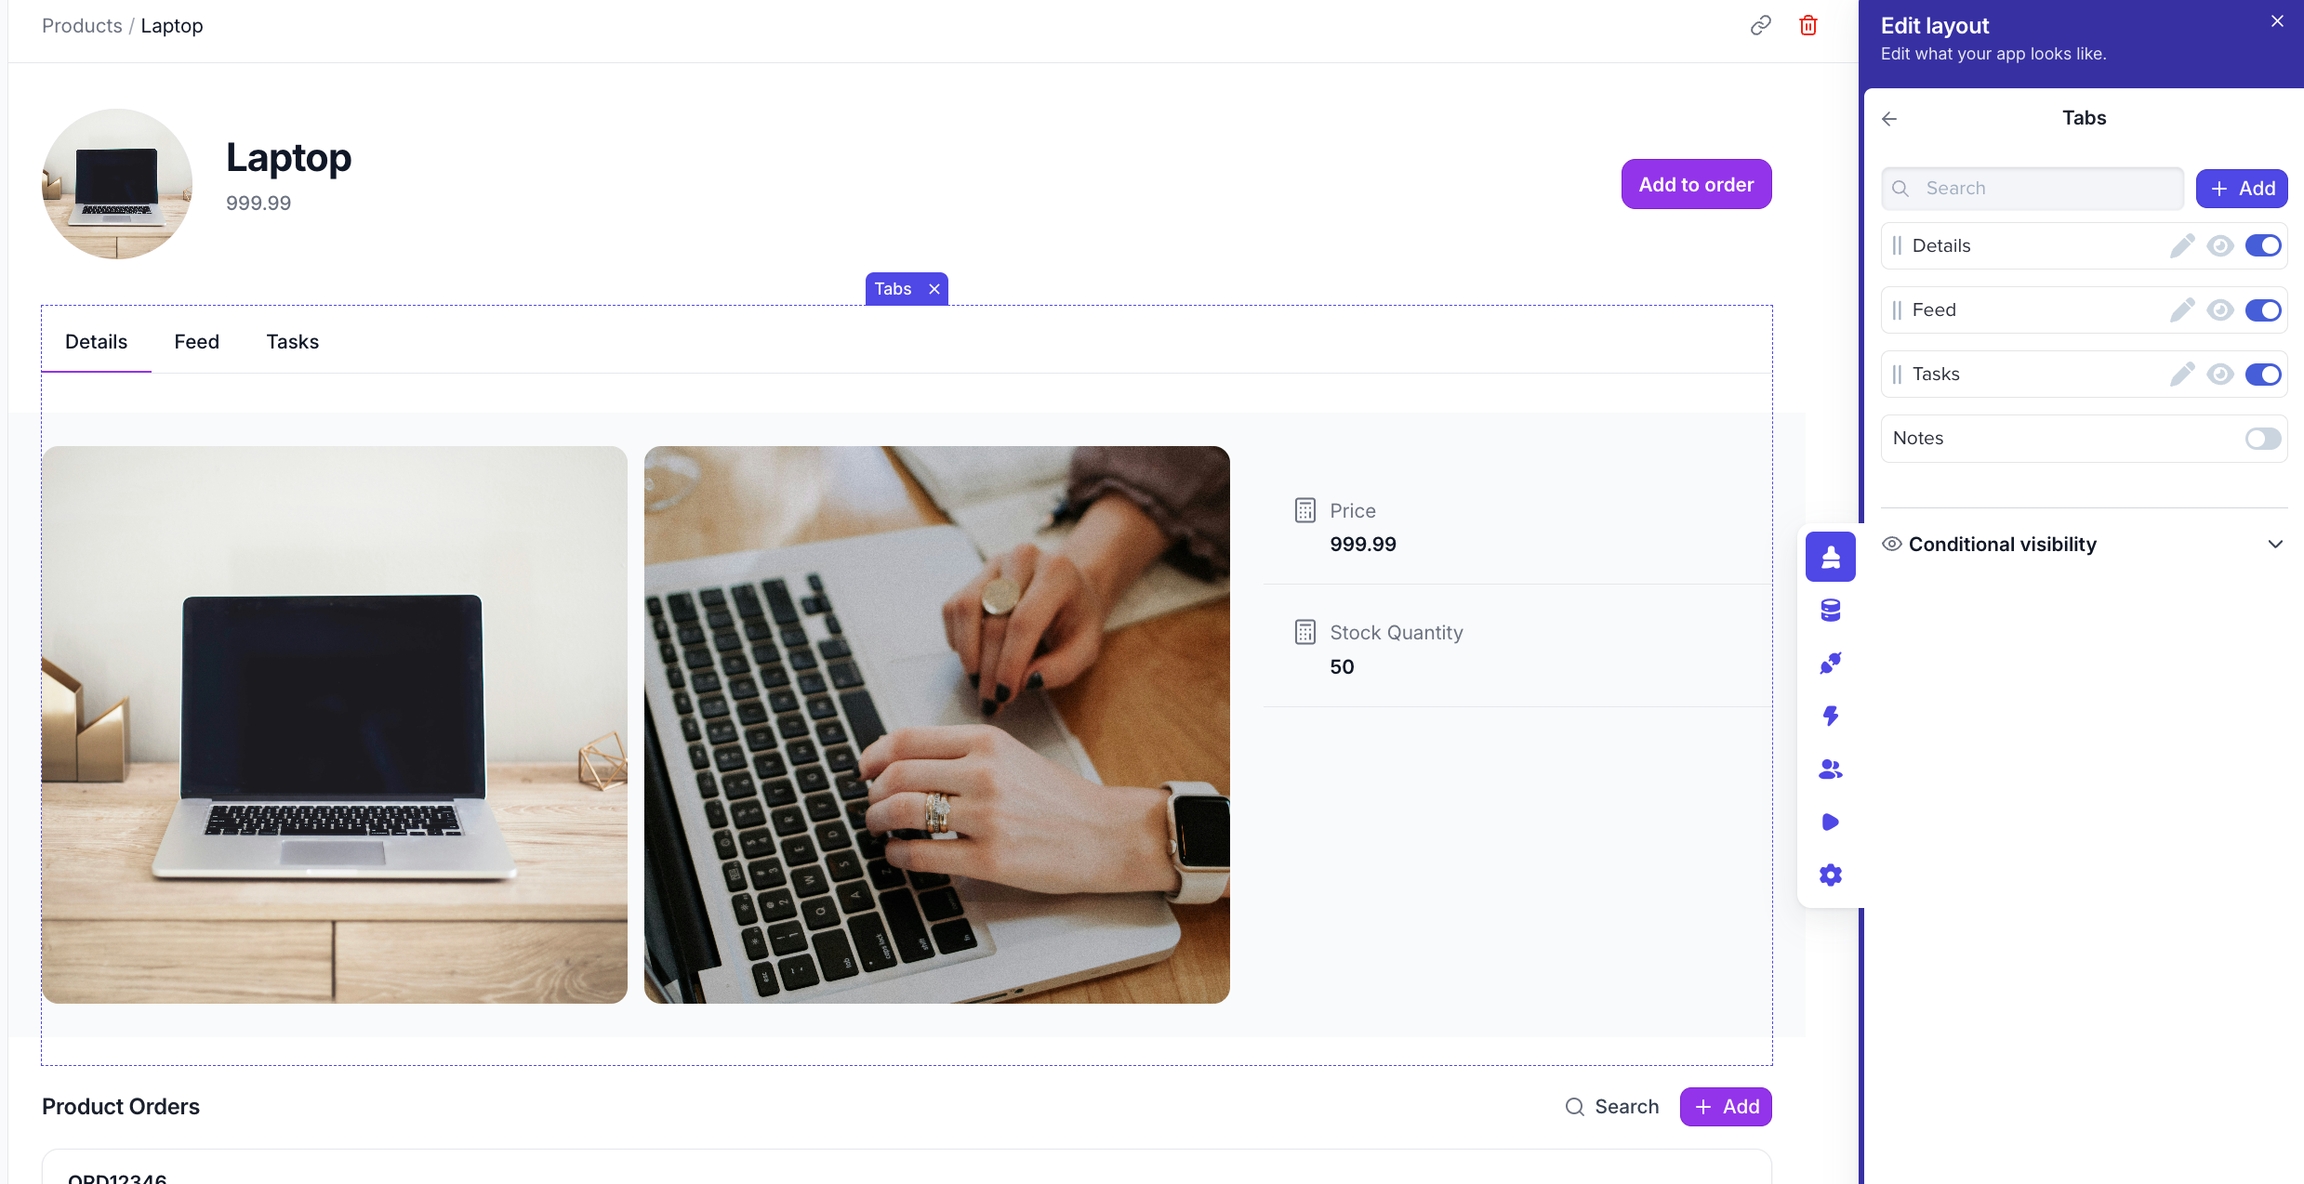 Products / Laptop
Laptop
999.99
Add to order
Tabs
Details Feed Tasks
Price
999.99
Stock Quantity
50
Product Orders
Search
Add
ORD12346
Edit layout
Edit what your app looks like.
Tabs
Search
Add
Details
Feed
Tasks
Notes
Conditional visibility